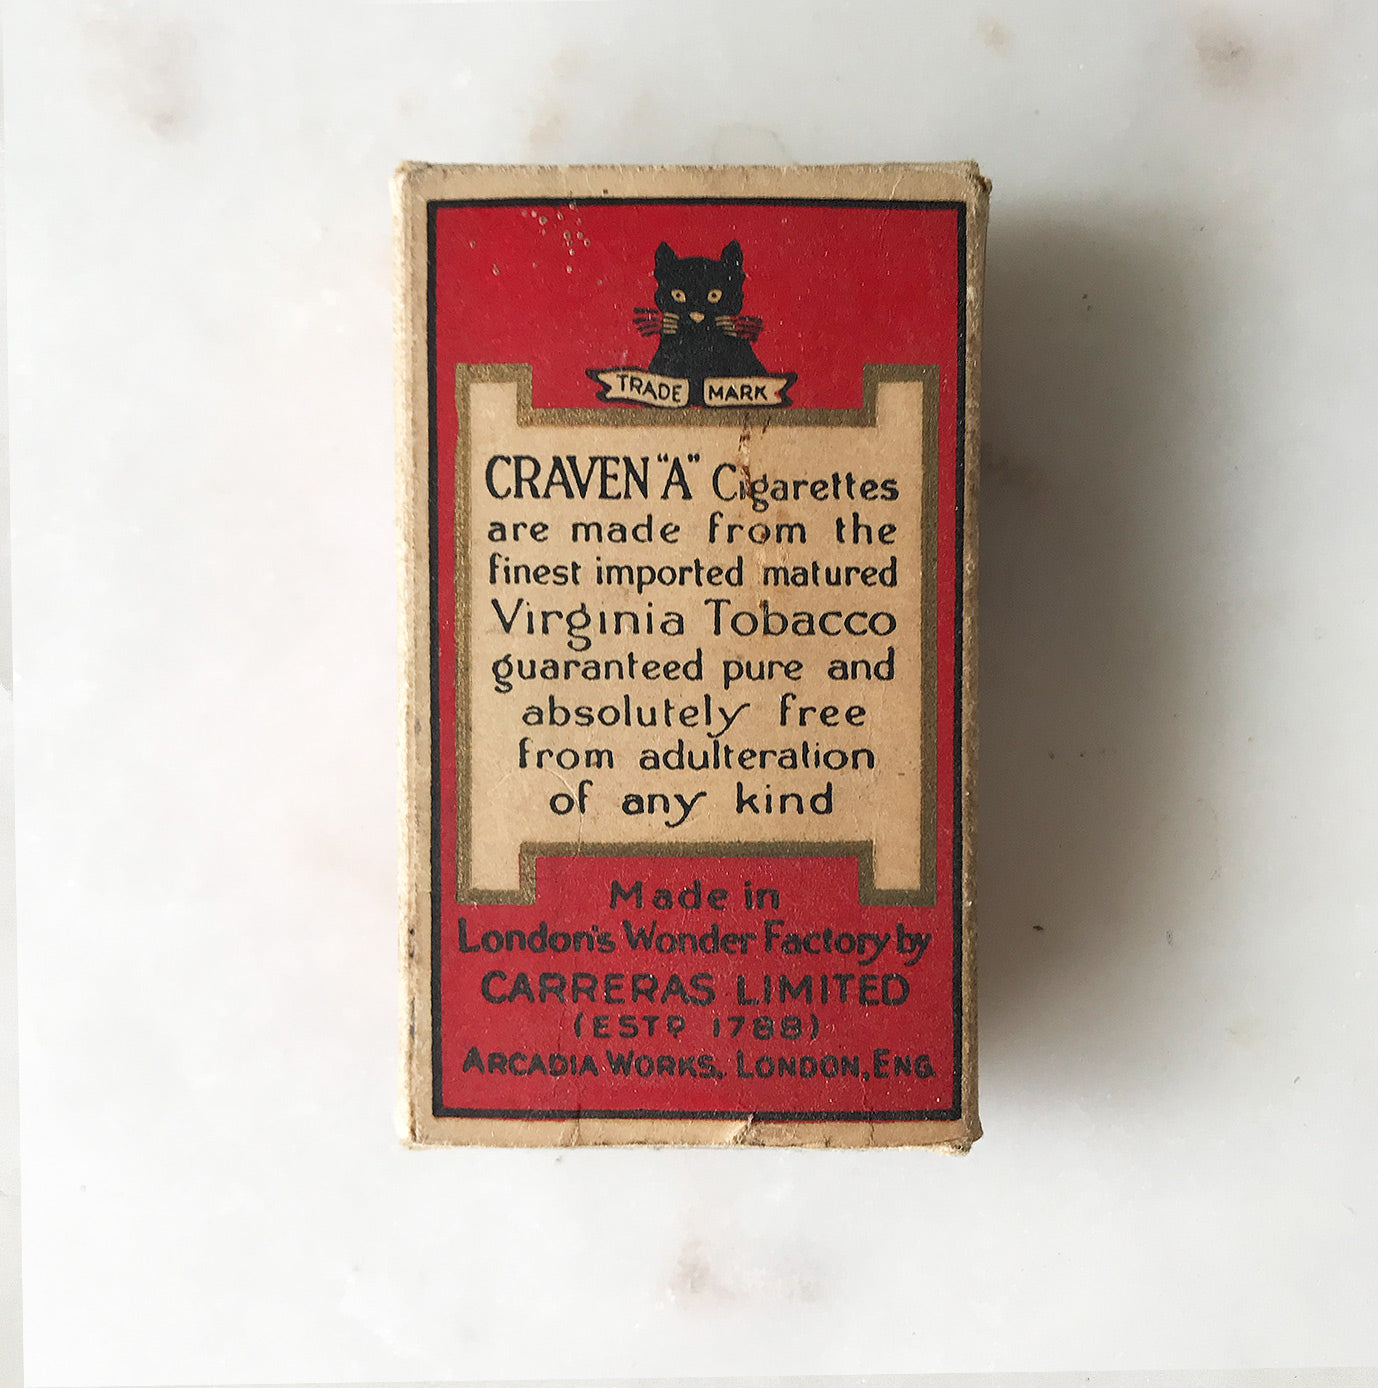 TRADE MARK
CRAVEN "A" Cigarettes
are made from the
finest imported matured
Virginia Tobacco
guaranteed pure and
absolutely free
from adulteration
of any kind
Made in
London's Wonder Factory by
CARRERAS LIMITED
(ESTD 1788)
ARCADIA WORKS, LONDON, ENG.